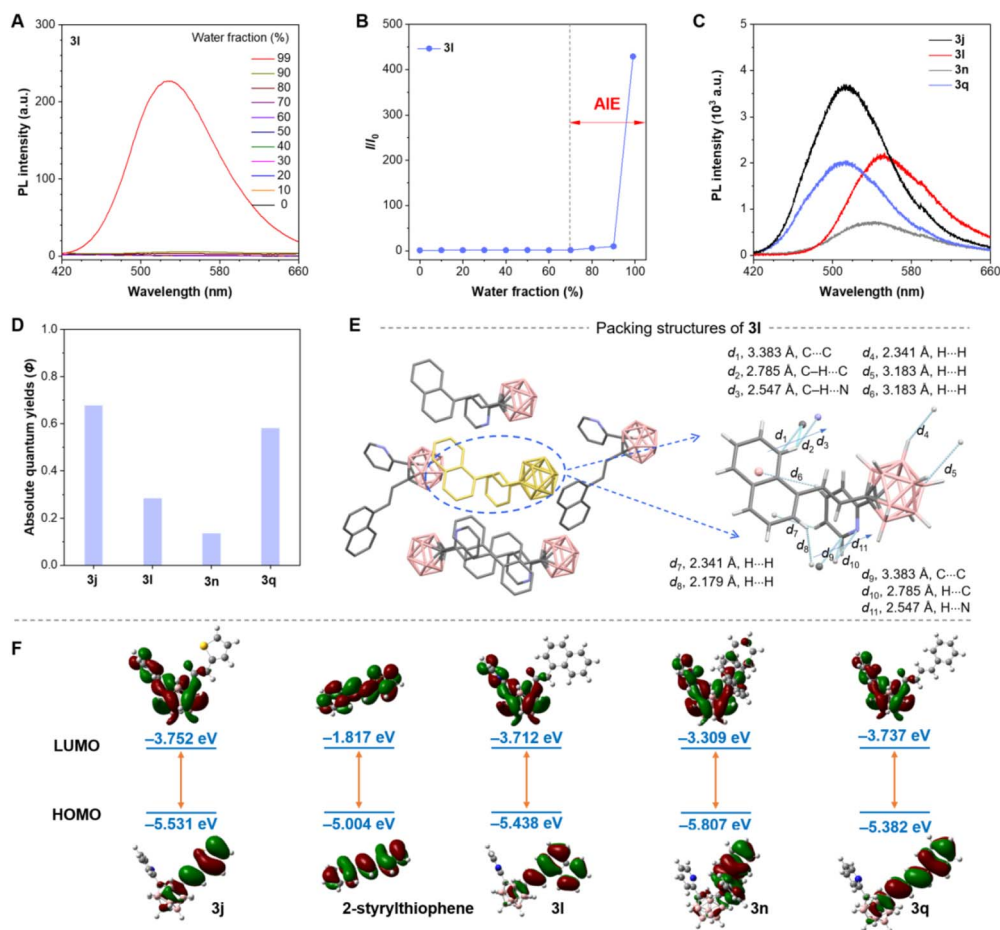 A
3l
Water fraction (%)
99
90
80
70
60
50
40
30
20
10
0
300
200
100
0
PL intensity (a.u.)
420 500 580 660
Wavelength (nm)
B
3l
AIE
500
400
300
200
100
0
I/I0
0 20 40 60 80 100
Water fraction (%)
C
3j
3l
3n
3q
5
4
3
2
1
0
PL intensity (10³ a.u.)
420 500 580 660
Wavelength (nm)
D
1.0
0.8
0.6
0.4
0.2
0.0
Absolute quantum yields (Φ)
3j 3l 3n 3q
E
Packing structures of 3l
d1, 3.383 Å, C···C
d2, 2.785 Å, C–H···C
d3, 2.547 Å, C–H···N
d4, 2.341 Å, H···H
d5, 3.183 Å, H···H
d6, 3.183 Å, H···H
d1
d2
d3
d4
d5
d6
d7
d8
d9
d10
d11
d7, 2.341 Å, H···H
d8, 2.179 Å, H···H
d9, 3.383 Å, C···C
d10, 2.785 Å, H···C
d11, 2.547 Å, H···N
F
LUMO
–3.752 eV –1.817 eV –3.712 eV –3.309 eV –3.737 eV
HOMO
–5.531 eV –5.004 eV –5.438 eV –5.807 eV –5.382 eV
3j 2-styrylthiophene 3l 3n 3q